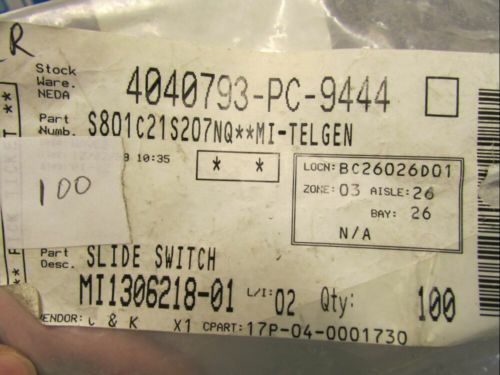 R
Stock
Ware.
NEDA
4040793-PC-9444
Part
Numb.
S801C21S207NQ**MI-TELGEN
10:35
* *
LOCN: BC26026D01
ZONE: 03 AISLE: 26
BAY: 26
N/A
100
Part
Desc.
SLIDE SWITCH
MI1306218-01 L/I: 02 Qty: 100
VENDOR: C & K X1 CPART: 17P-04-0001730